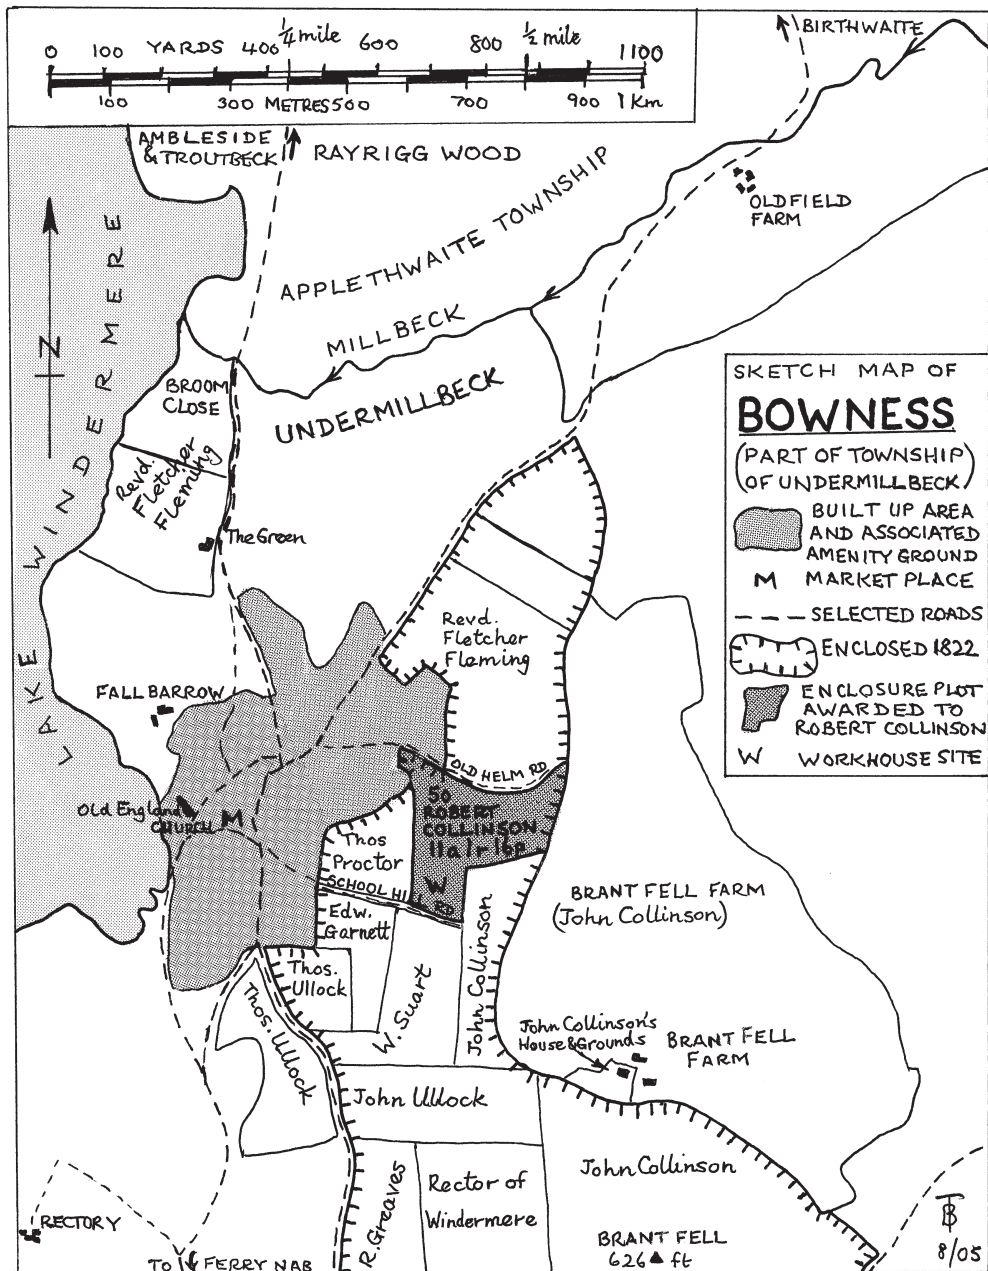 0 100 YARDS 400 ¼ mile 600 800 ½ mile 1100
100 300 METRES 500 700 900 1 Km
BIRTHWAITE
AMBLESIDE
& TROUTBECK
RAYRIGG WOOD
APPLETHWAITE TOWNSHIP
OLDFIELD
FARM
N
LAKE WINDERMERE
MILLBECK
UNDERMILLBECK
BROOM
CLOSE
Revd.
Fletcher
Fleming
The Green
SKETCH MAP OF
BOWNESS
(PART OF TOWNSHIP
OF UNDERMILLBECK)
BUILT UP AREA
AND ASSOCIATED
AMENITY GROUND
M MARKET PLACE
SELECTED ROADS
ENCLOSED 1822
ENCLOSURE PLOT
AWARDED TO
ROBERT COLLINSON
W WORKHOUSE SITE
Revd.
Fletcher
Fleming
FALLBARROW
OLD HELM RD
Old England
CHURCH
M
50
ROBERT
COLLINSON
11a 1r 16p
W
Thos
Proctor
SCHOOL HILL RD
Edw.
Garnett
Thos.
Ullock
W. Suart
John Collinson
BRANT FELL FARM
(John Collinson)
Thos. Ullock
John Collinson's
House & Grounds
BRANT FELL
FARM
John Ullock
John Collinson
R. Greaves
Rector of
Windermere
RECTORY
TO FERRY NAB
BRANT FELL
626 ft
TB
8/05